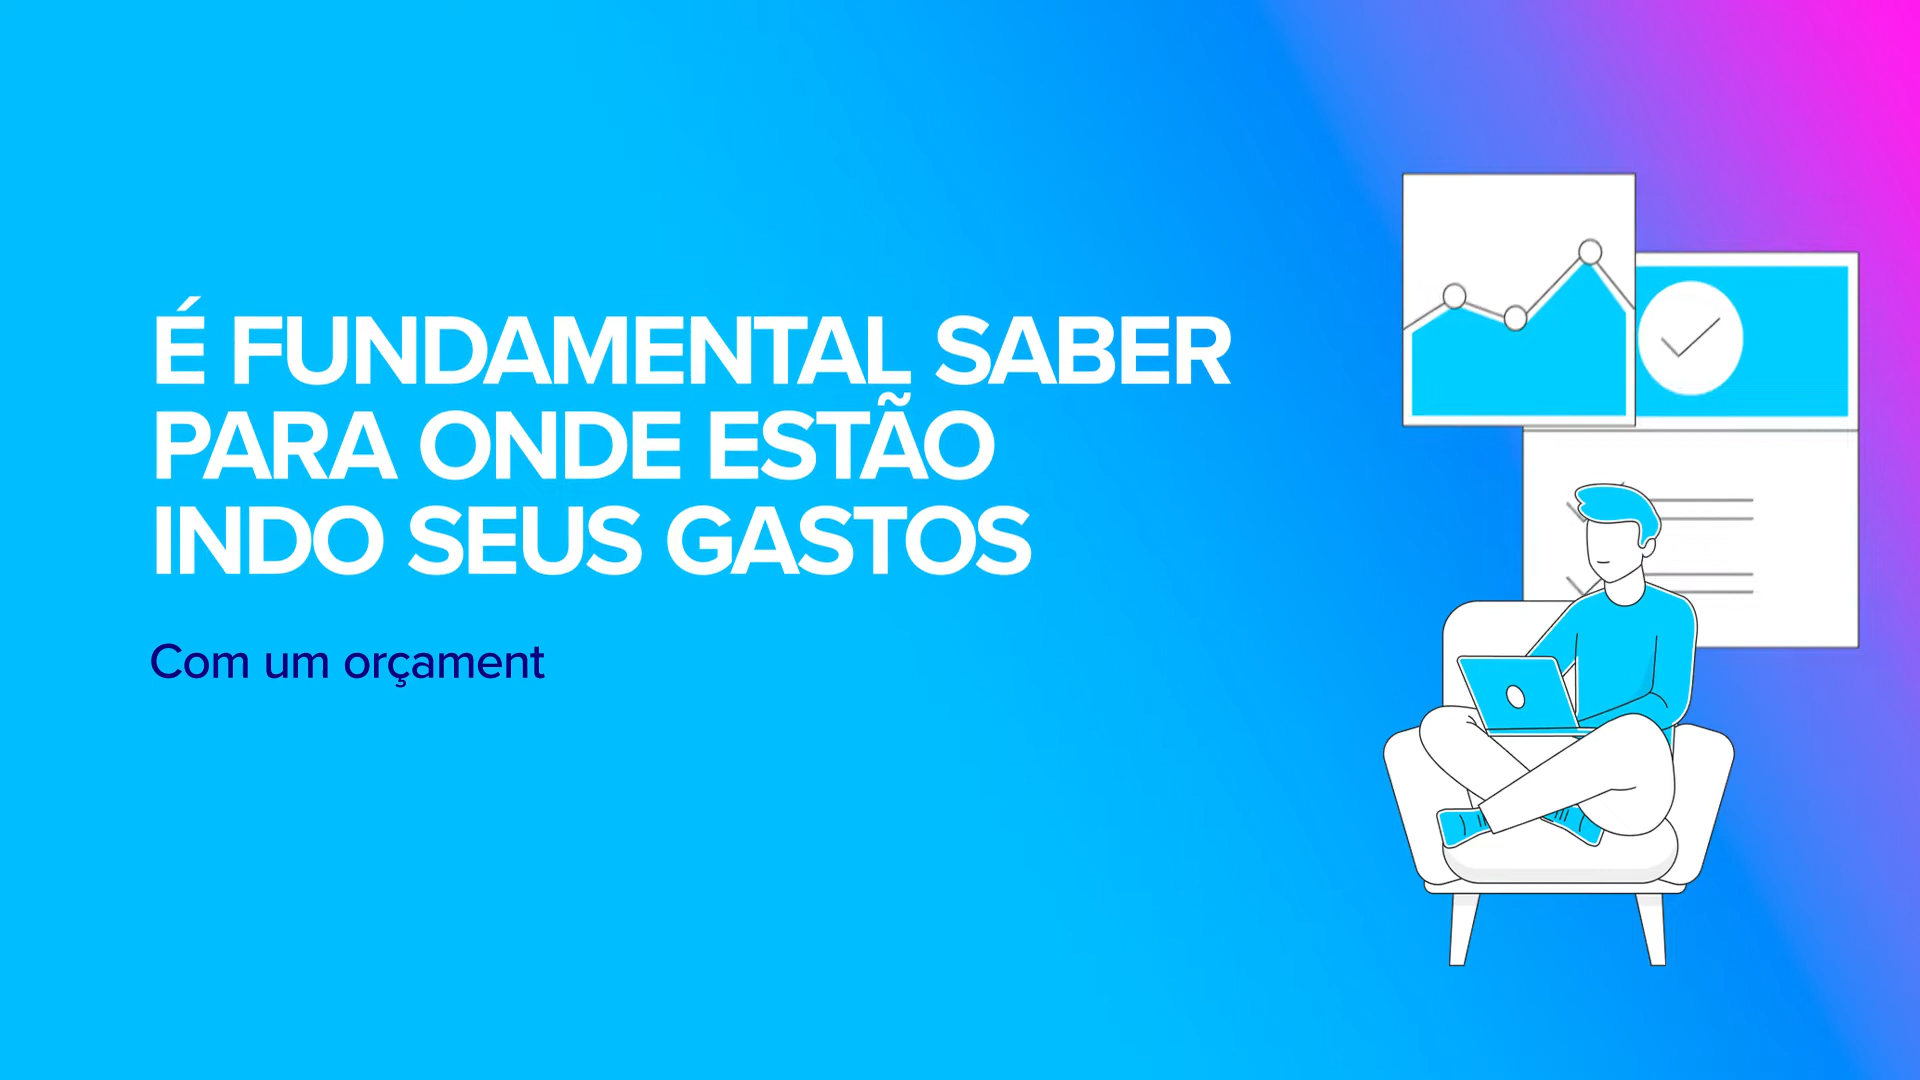 É FUNDAMENTAL SABER
PARA ONDE ESTÃO
INDO SEUS GASTOS
Com um orçament